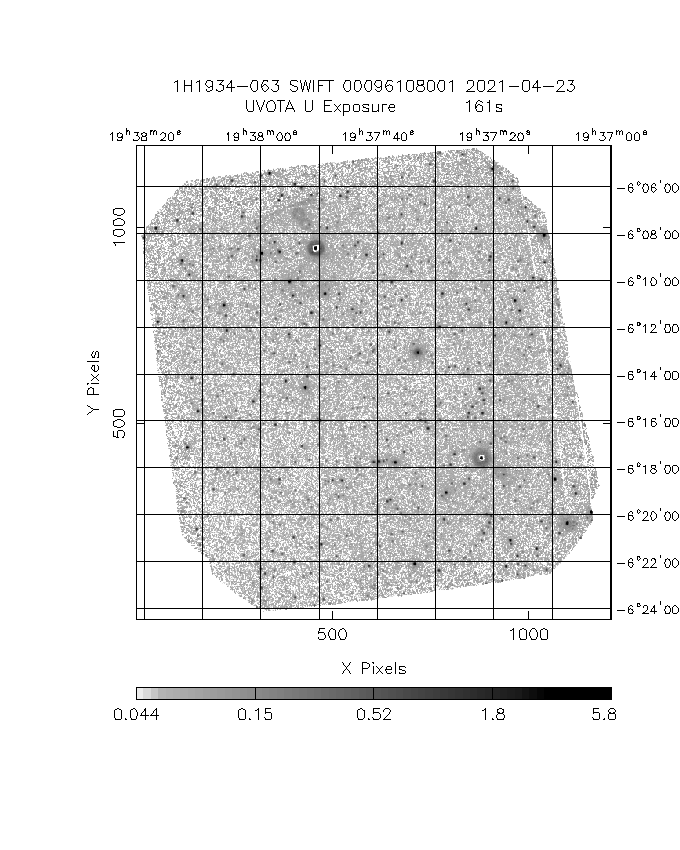 1H1934-063 SWIFT 00096108001 2021-04-23
UVOTA U Exposure 161s
19ʰ38ᵐ20ˢ 19ʰ38ᵐ00ˢ 19ʰ37ᵐ40ˢ 19ʰ37ᵐ20ˢ 19ʰ37ᵐ00ˢ
-6°06'00
1000
-6°08'00
-6°10'00
-6°12'00
-6°14'00
Y Pixels
500
-6°16'00
-6°18'00
-6°20'00
-6°22'00
-6°24'00
500 1000
X Pixels
0.044 0.15 0.52 1.8 5.8